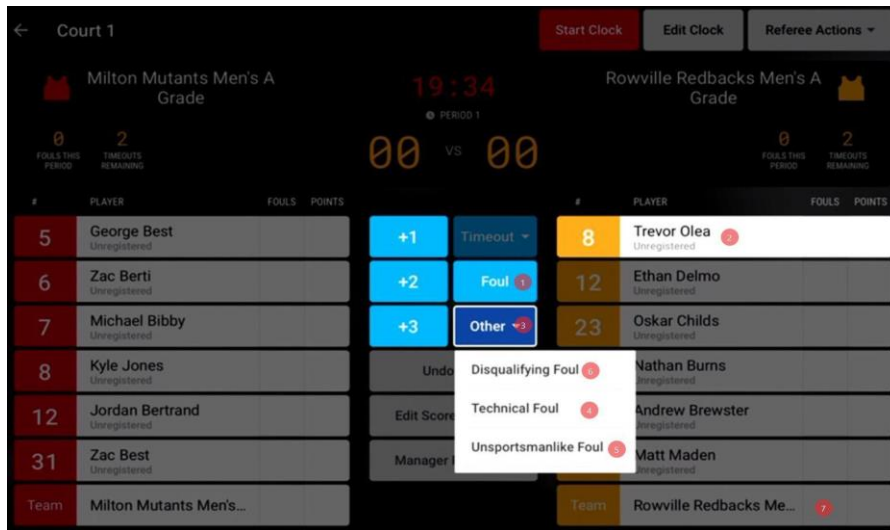 Court 1
Start Clock
Edit Clock
Referee Actions
Milton Mutants Men's A
Grade
0
FOULS THIS
PERIOD
2
TIMEOUTS
REMAINING
19:34
PERIOD 1
00 VS 00
Rowville Redbacks Men's A
Grade
0
FOULS THIS
PERIOD
2
TIMEOUTS
REMAINING
# PLAYER FOULS POINTS
5 George Best
Unregistered
6 Zac Berti
Unregistered
7 Michael Bibby
Unregistered
8 Kyle Jones
Unregistered
12 Jordan Bertrand
Unregistered
31 Zac Best
Unregistered
Team Milton Mutants Men's...
+1 Timeout
+2 Foul 1
+3 Other 3
Undo
Edit Score
Manager
Disqualifying Foul 6
Technical Foul 4
Unsportsmanlike Foul 5
# PLAYER FOULS POINTS
8 Trevor Olea 2
Unregistered
12 Ethan Delmo
Unregistered
23 Oskar Childs
Unregistered
Nathan Burns
Unregistered
Andrew Brewster
Unregistered
Matt Maden
Unregistered
Team Rowville Redbacks Me... 7